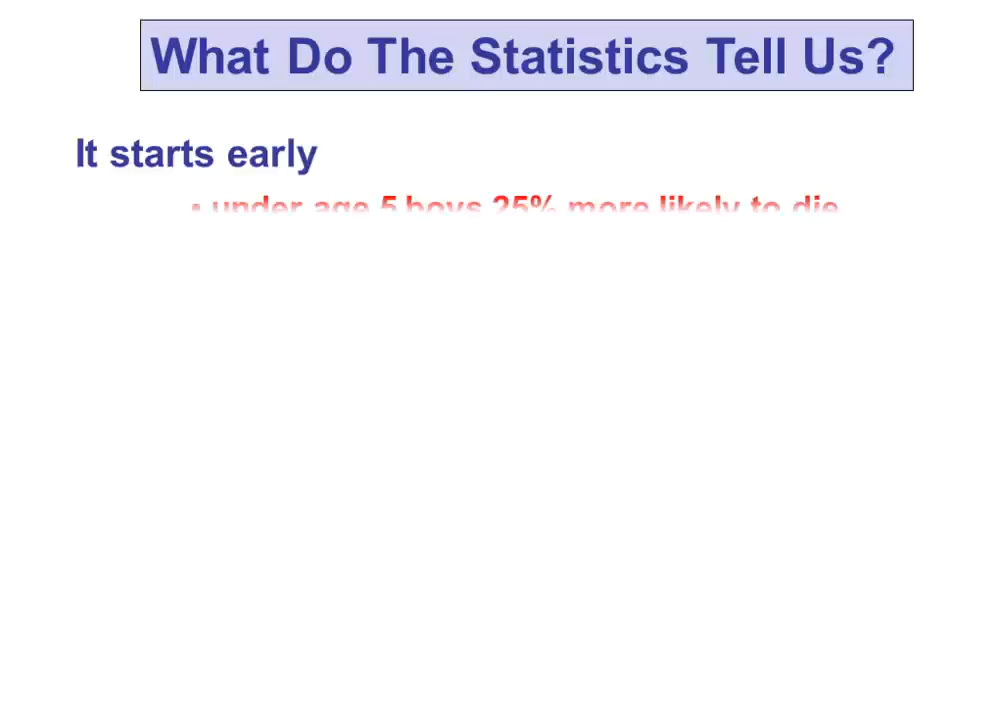 What Do The Statistics Tell Us?
It starts early
• under age 5 boys 25% more likely to die